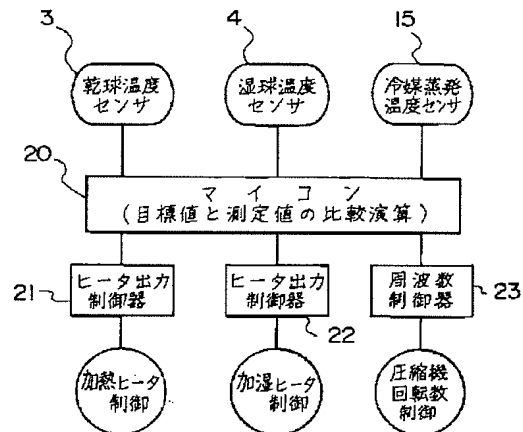 3
4
15
乾球温度
センサ
湿球温度
センサ
冷媒蒸発
温度センサ
20
マイコン
(目標値と測定値の比較演算)
21
ヒータ出力
制御器
ヒータ出力
制御器
22
周波数
制御器
23
加熱ヒータ
制御
加湿ヒータ
制御
圧縮機
回転数
制御